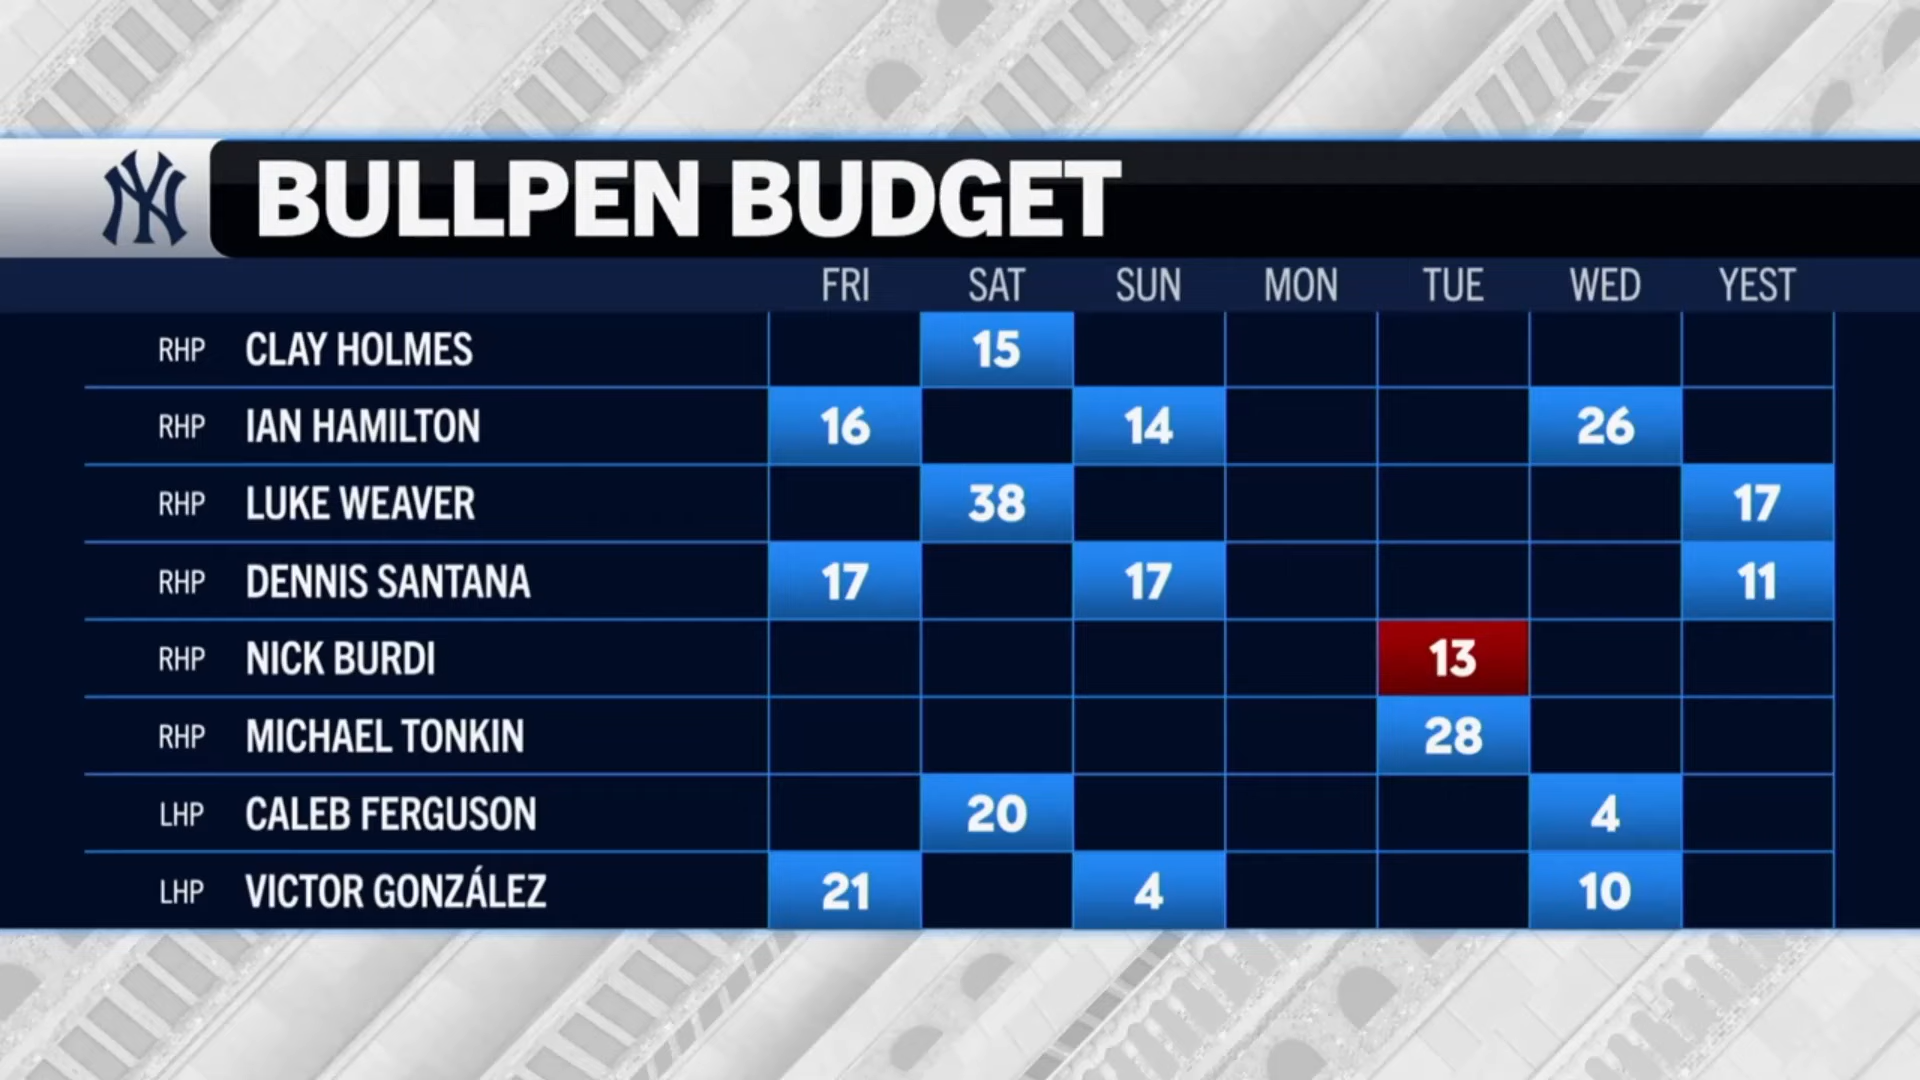 NY BULLPEN BUDGET
FRI SAT SUN MON TUE WED YEST
RHP CLAY HOLMES 15
RHP IAN HAMILTON 16 14 26
RHP LUKE WEAVER 38 17
RHP DENNIS SANTANA 17 17 11
RHP NICK BURDI 13
RHP MICHAEL TONKIN 28
LHP CALEB FERGUSON 20 4
LHP VICTOR GONZÁLEZ 21 4 10